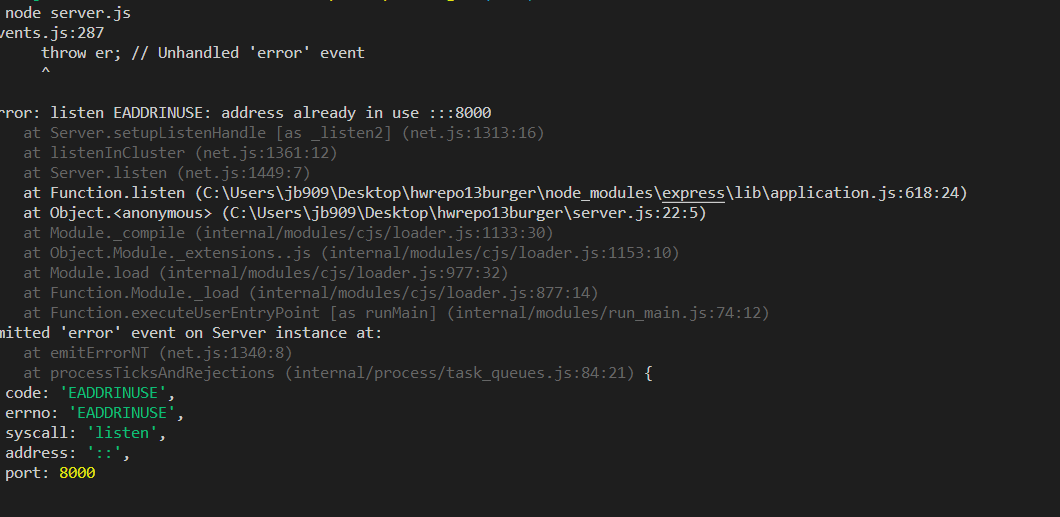 node server.js
vents.js:287
throw er; // Unhandled 'error' event
^
rror: listen EADDRINUSE: address already in use :::8000
at Server.setupListenHandle [as _listen2] (net.js:1313:16)
at listenInCluster (net.js:1361:12)
at Server.listen (net.js:1449:7)
at Function.listen (C:\Users\jb909\Desktop\hwrepo13burger\node_modules\express\lib\application.js:618:24)
at Object.<anonymous> (C:\Users\jb909\Desktop\hwrepo13burger\server.js:22:5)
at Module._compile (internal/modules/cjs/loader.js:1133:30)
at Object.Module._extensions..js (internal/modules/cjs/loader.js:1153:10)
at Module.load (internal/modules/cjs/loader.js:977:32)
at Function.Module._load (internal/modules/cjs/loader.js:877:14)
at Function.executeUserEntryPoint [as runMain] (internal/modules/run_main.js:74:12)
mitted 'error' event on Server instance at:
at emitErrorNT (net.js:1340:8)
at processTicksAndRejections (internal/process/task_queues.js:84:21) {
code: 'EADDRINUSE',
errno: 'EADDRINUSE',
syscall: 'listen',
address: '::',
port: 8000